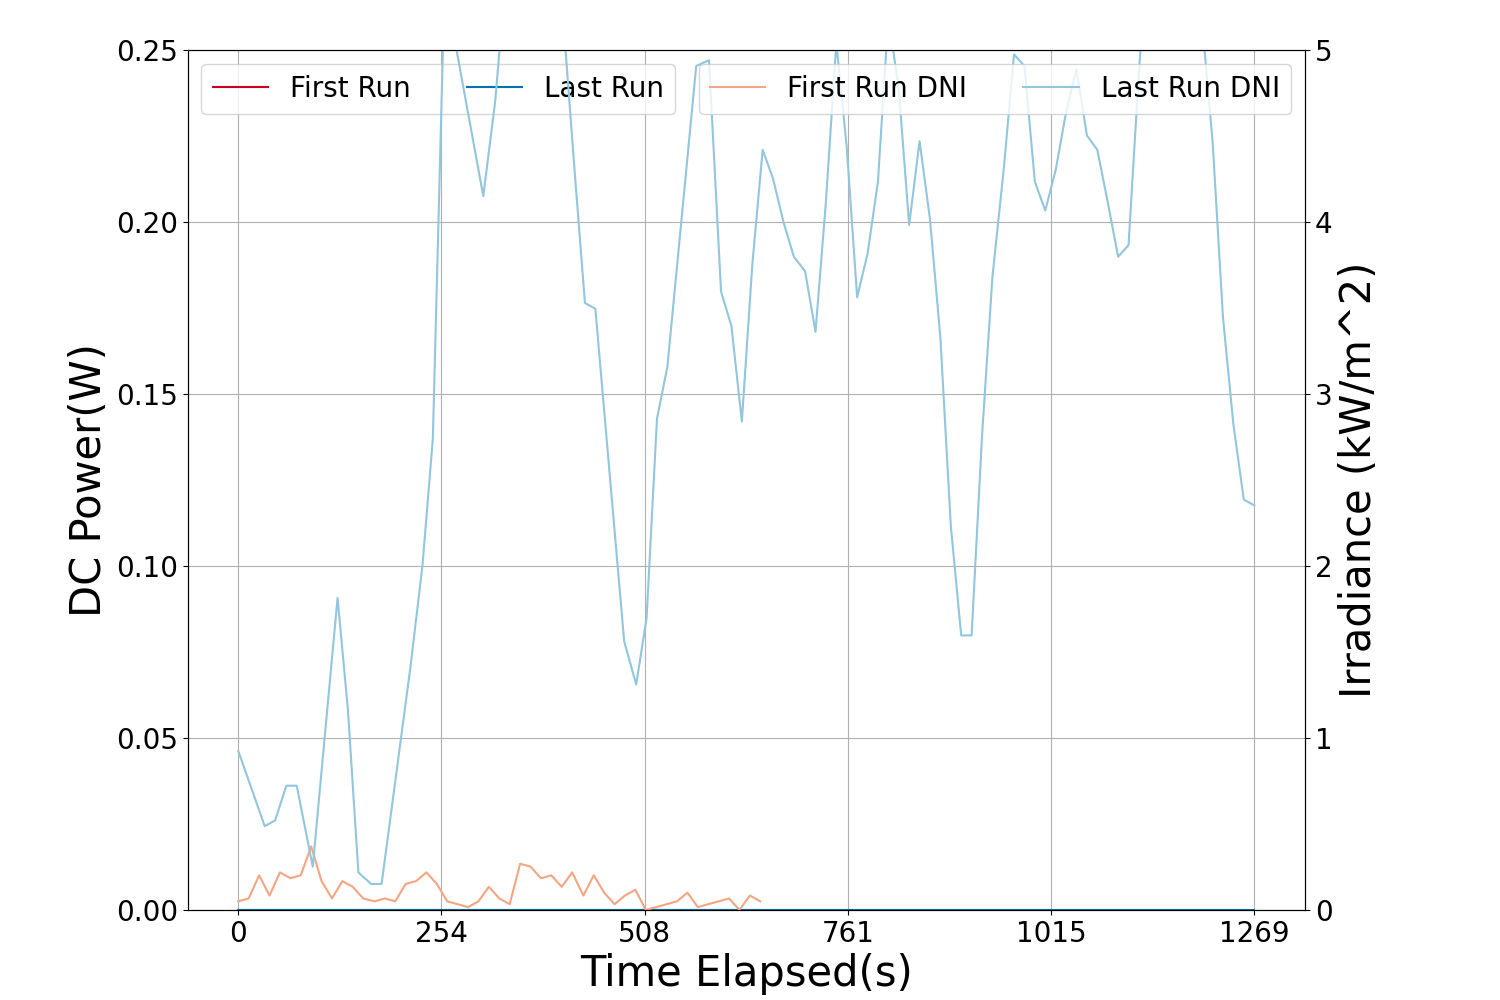 First Run
Last Run
First Run DNI
Last Run DNI
DC Power(W)
0.25
0.20
0.15
0.10
0.05
0.00
5
4
3
2
1
0
Irradiance (kW/m^2)
0
254
508
761
1015
1269
Time Elapsed(s)